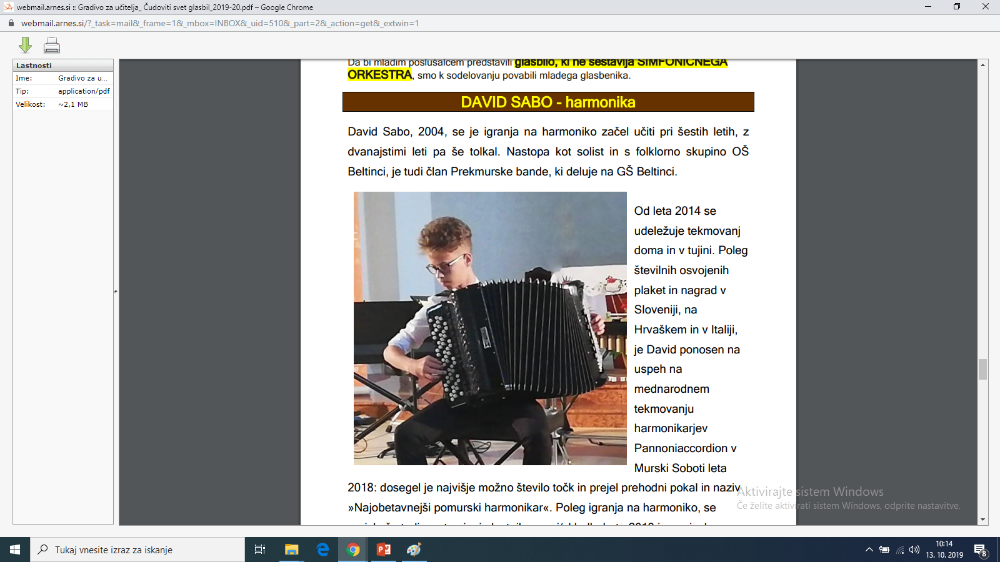 webmail.arnes.si :: Gradivo za učitelja_ Čudoviti svet glasbil_2019-20.pdf – Google Chrome
webmail.arnes.si/?_task=mail&_frame=1&_mbox=INBOX&_uid=510&_part=2&_action=get&_extwin=1
Lastnosti
Ime: Gradivo za u...
Tip: application/pdf
Velikost: ~2,1 MB
Da bi mladim poslušalcem predstavili glasbilo, ki ne sestavlja SIMFONIČNEGA
ORKESTRA, smo k sodelovanju povabili mladega glasbenika.
DAVID SABO - harmonika
David Sabo, 2004, se je igranja na harmoniko začel učiti pri šestih letih, z
dvanajstimi leti pa še tolkal. Nastopa kot solist in s folklorno skupino OŠ
Beltinci, je tudi član Prekmurske bande, ki deluje na GŠ Beltinci.
Od leta 2014 se
udeležuje tekmovanj
doma in v tujini. Poleg
številnih osvojenih
plaket in nagrad v
Sloveniji, na
Hrvaškem in v Italiji,
je David ponosen na
uspeh na
mednarodnem
tekmovanju
harmonikarjev
Pannoniaccordion v
Murski Soboti leta
2018: dosegel je najvišje možno število točk in prejel prehodni pokal in naziv
»Najobetavnejši pomurski harmonikar«. Poleg igranja na harmoniko, se
Aktivirajte sistem Windows
Če želite aktivirati sistem Windows, odprite nastavitve.
Tukaj vnesite izraz za iskanje
10:14
13. 10. 2019
8